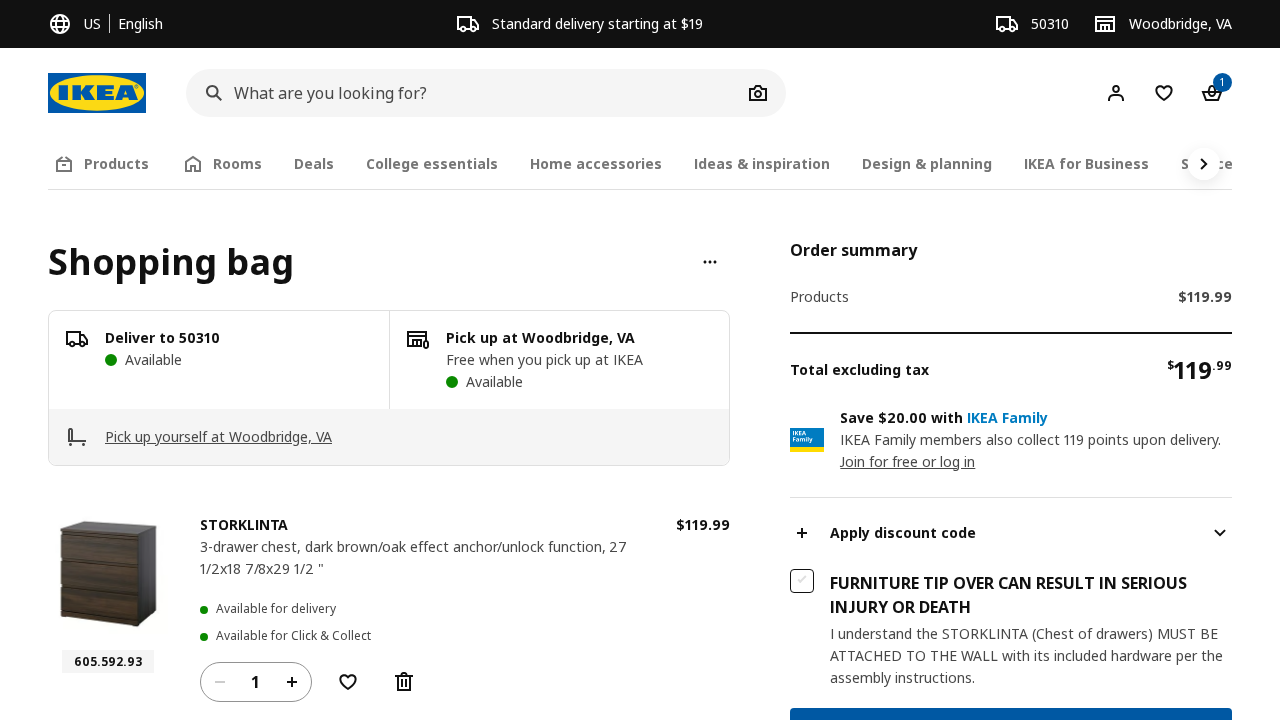 US English
Standard delivery starting at $19
50310
Woodbridge, VA
IKEA
What are you looking for?
1
Products
Rooms
Deals
College essentials
Home accessories
Ideas & inspiration
Design & planning
IKEA for Business
Shopping bag
Deliver to 50310
Available
Pick up at Woodbridge, VA
Free when you pick up at IKEA
Available
Pick up yourself at Woodbridge, VA
STORKLINTA
$119.99
3-drawer chest, dark brown/oak effect anchor/unlock function, 27
1/2x18 7/8x29 1/2 "
Available for delivery
Available for Click & Collect
605.592.93
1
Order summary
Products $119.99
Total excluding tax $119.99
IKEA
Family
Save $20.00 with IKEA Family
IKEA Family members also collect 119 points upon delivery.
Join for free or log in
Apply discount code
FURNITURE TIP OVER CAN RESULT IN SERIOUS
INJURY OR DEATH
I understand the STORKLINTA (Chest of drawers) MUST BE
ATTACHED TO THE WALL with its included hardware per the
assembly instructions.